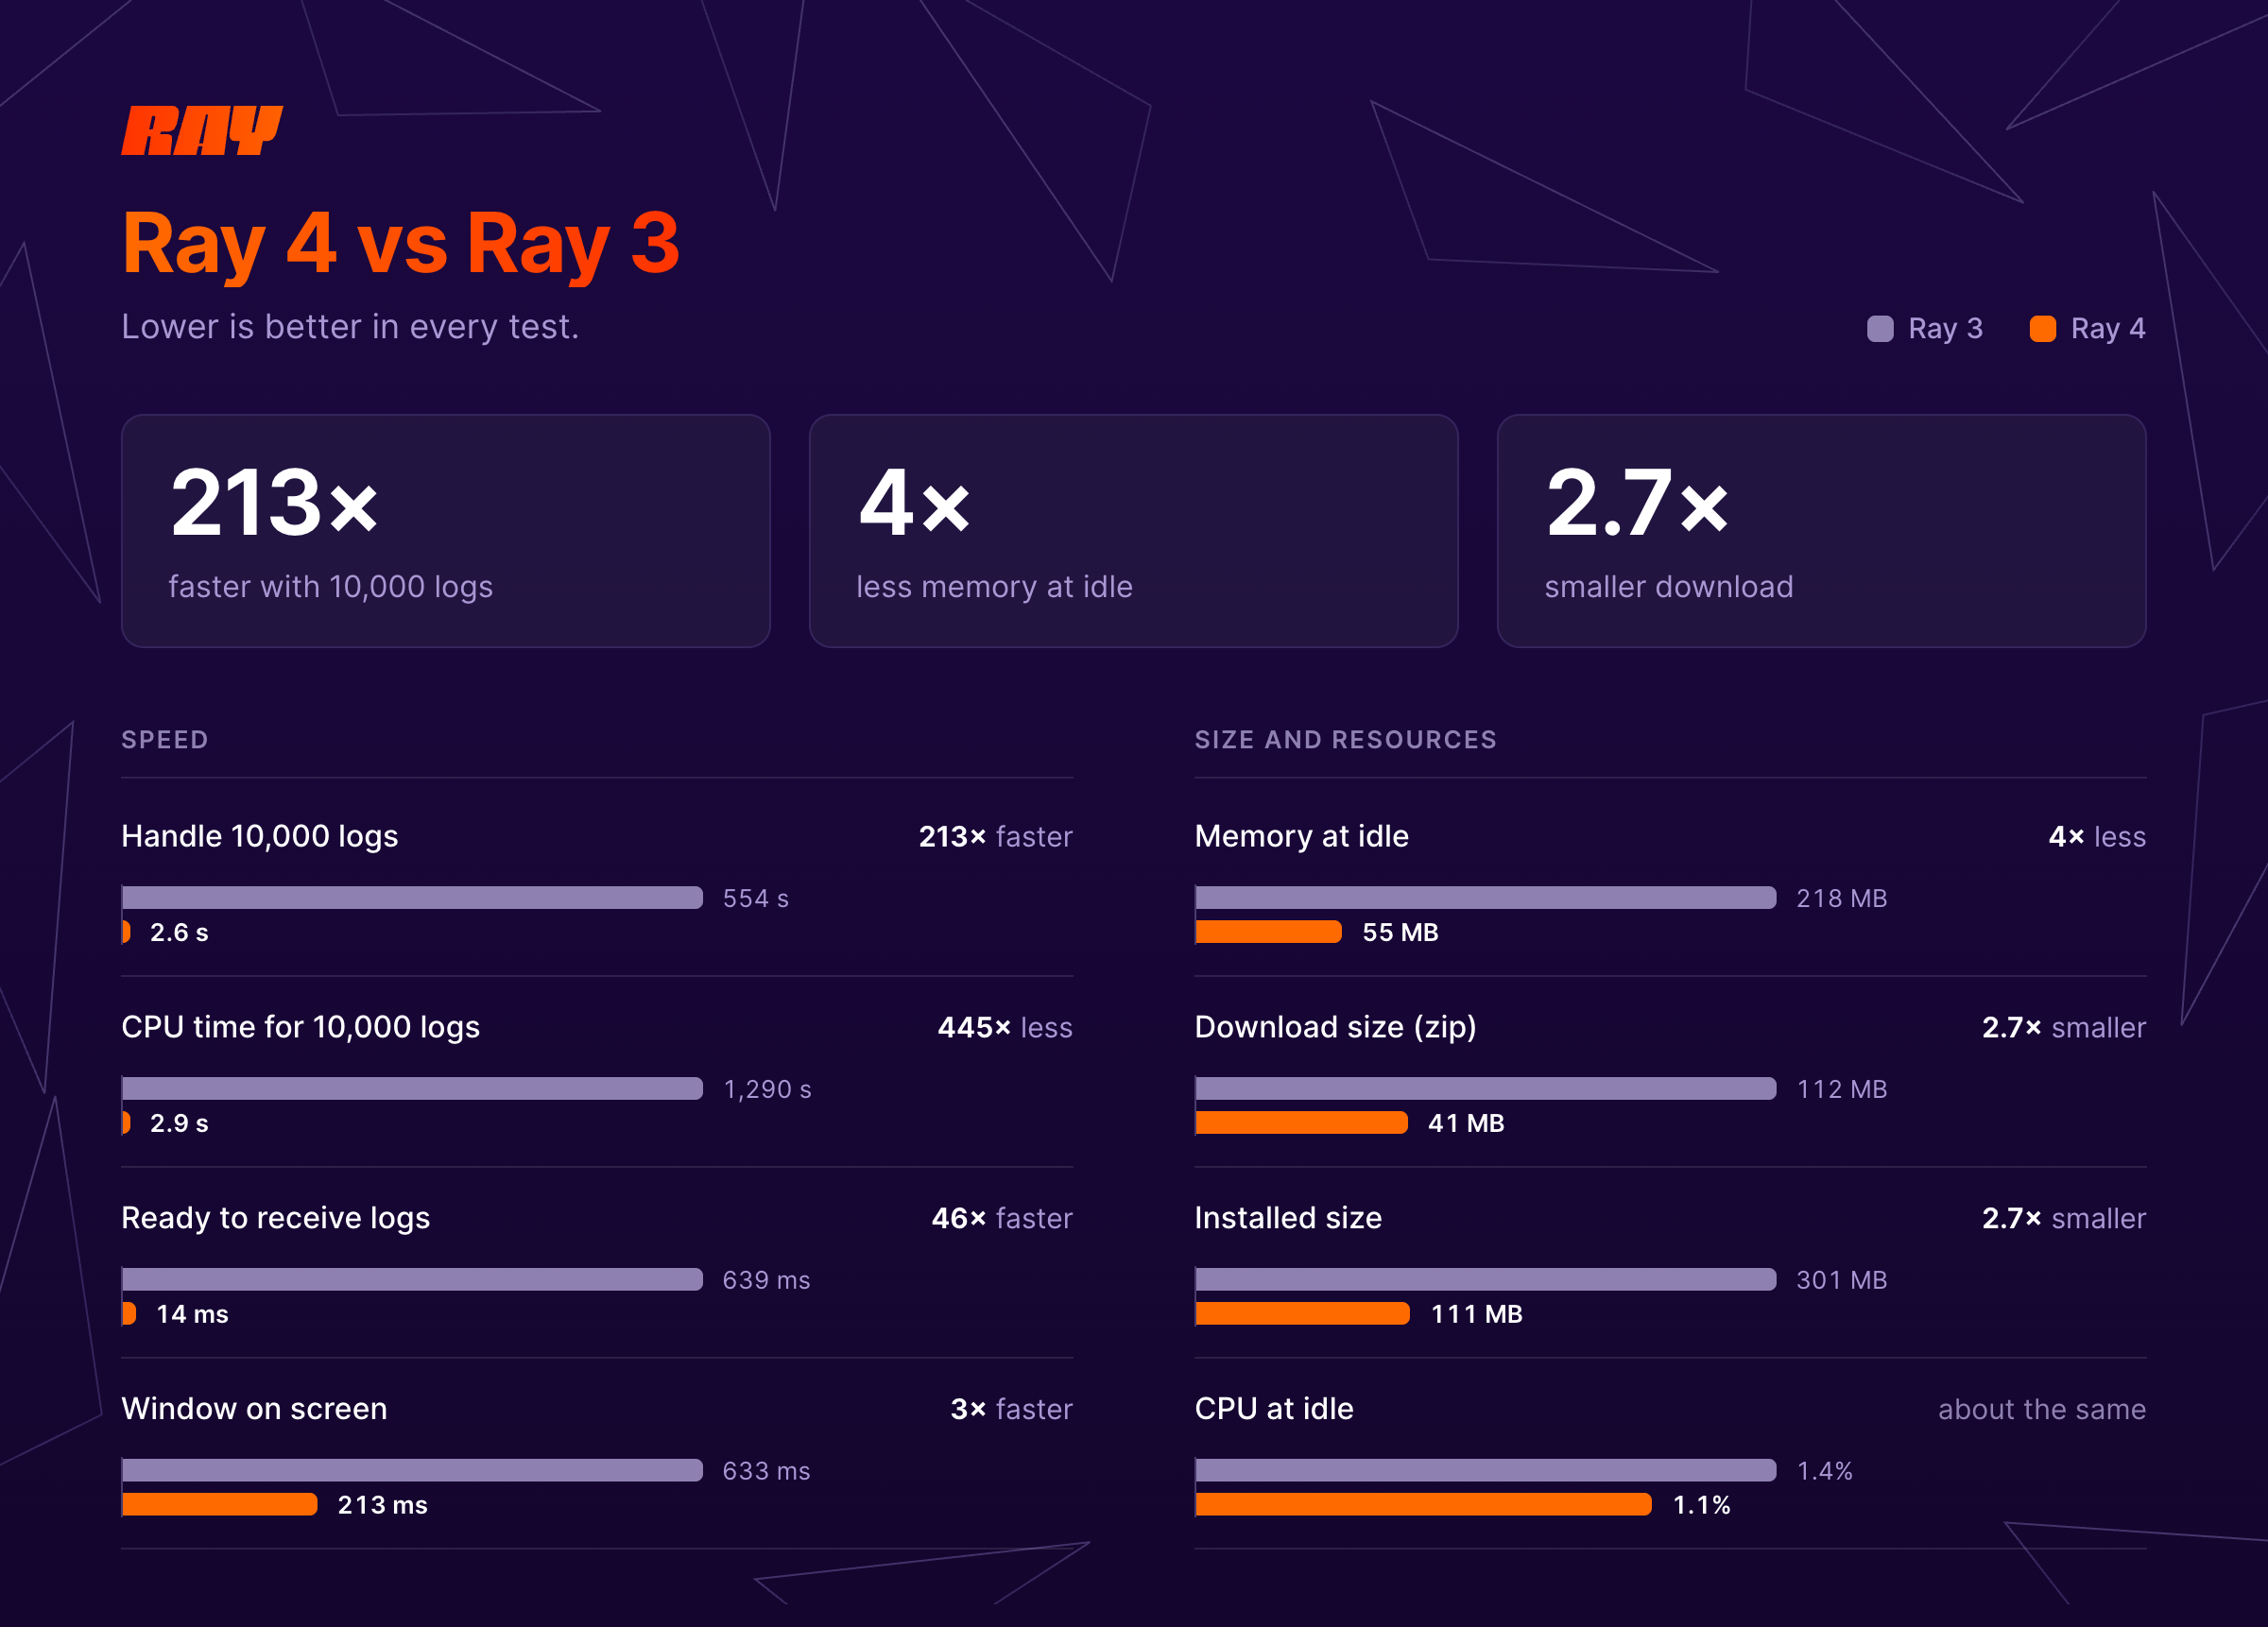 RAY
Ray 4 vs Ray 3
Lower is better in every test.
Ray 3 Ray 4
213×
faster with 10,000 logs
4×
less memory at idle
2.7×
smaller download
SPEED
Handle 10,000 logs 213× faster
554 s
2.6 s
CPU time for 10,000 logs 445× less
1,290 s
2.9 s
Ready to receive logs 46× faster
639 ms
14 ms
Window on screen 3× faster
633 ms
213 ms
SIZE AND RESOURCES
Memory at idle 4× less
218 MB
55 MB
Download size (zip) 2.7× smaller
112 MB
41 MB
Installed size 2.7× smaller
301 MB
111 MB
CPU at idle about the same
1.4%
1.1%